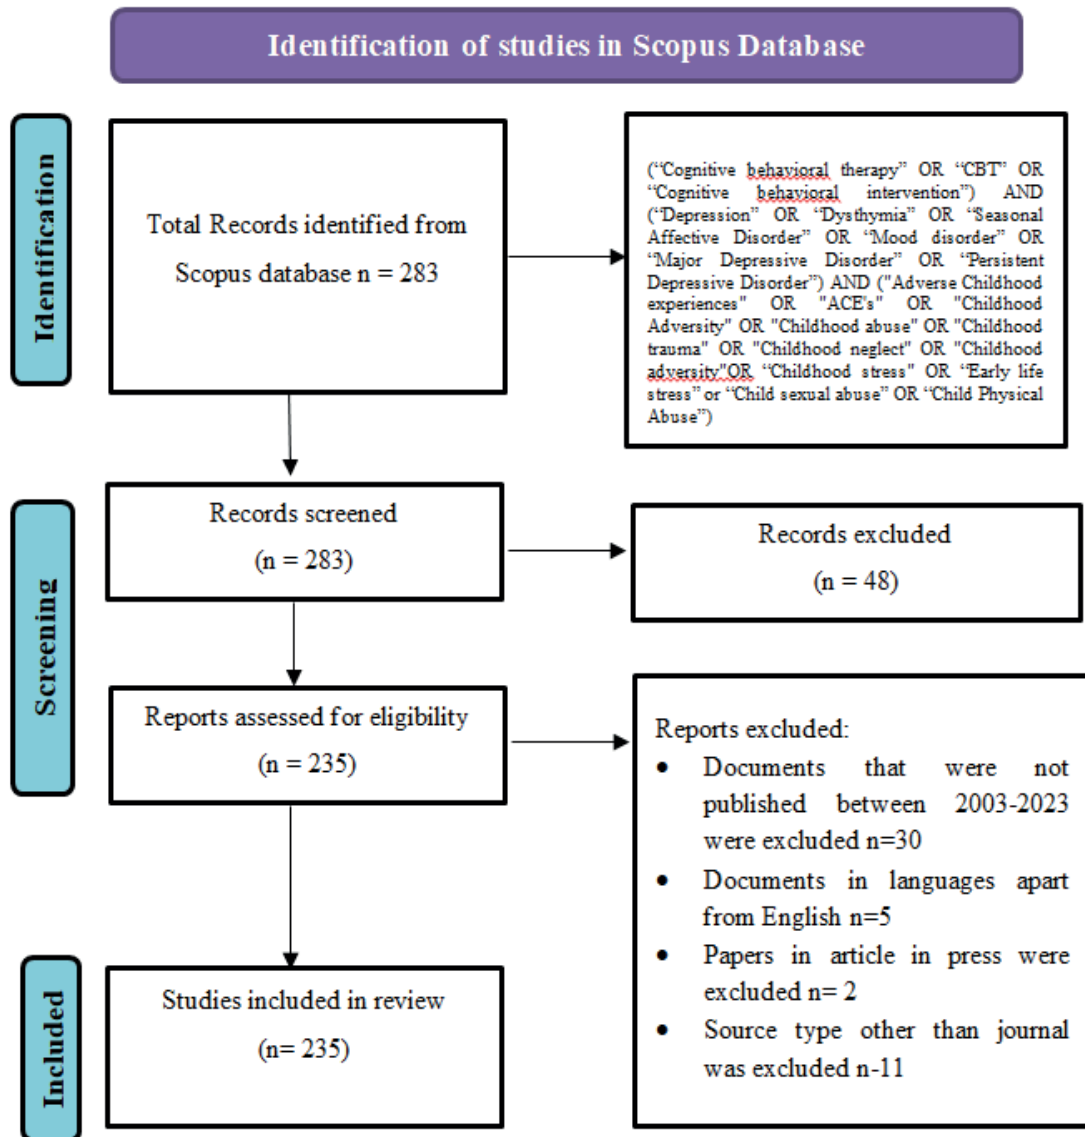 Identification of studies in Scopus Database
Identification
Total Records identified from
Scopus database n = 283
(“Cognitive behavioral therapy” OR “CBT” OR
“Cognitive behavioral intervention”) AND
(“Depression” OR “Dysthymia” OR “Seasonal
Affective Disorder” OR “Mood disorder” OR
“Major Depressive Disorder” OR “Persistent
Depressive Disorder”) AND ("Adverse Childhood
experiences" OR "ACE's" OR "Childhood
Adversity" OR "Childhood abuse" OR "Childhood
trauma" OR "Childhood neglect" OR "Childhood
adversity"OR “Childhood stress” OR “Early life
stress” or “Child sexual abuse” OR “Child Physical
Abuse”)
Screening
Records screened
(n = 283)
Records excluded
(n = 48)
Reports assessed for eligibility
(n = 235)
Reports excluded:
• Documents that were not
published between 2003-2023
were excluded n=30
• Documents in languages apart
from English n=5
• Papers in article in press were
excluded n= 2
• Source type other than journal
was excluded n-11
Included
Studies included in review
(n= 235)